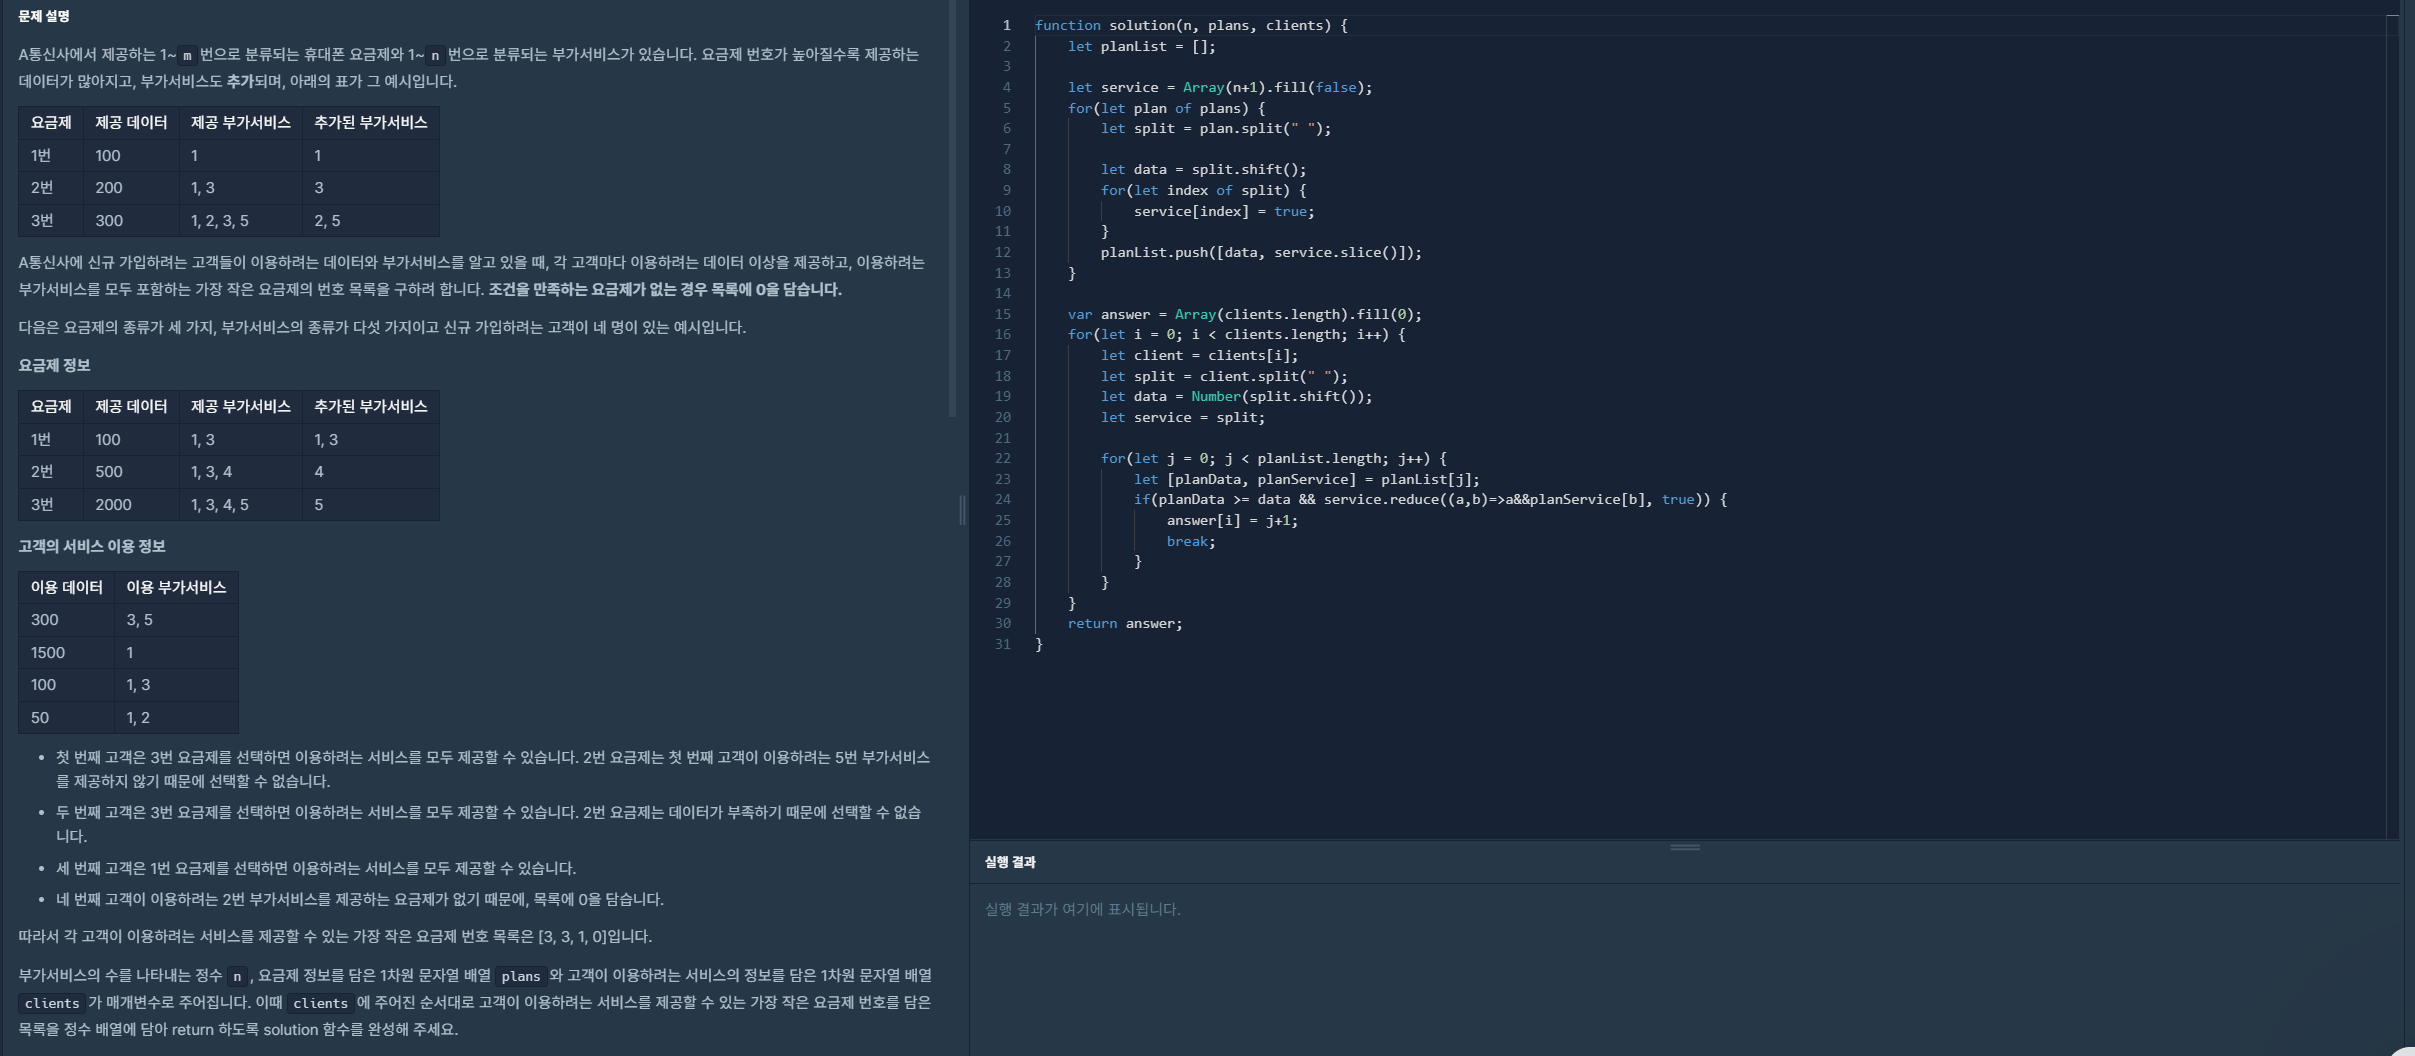 문제 설명
A통신사에서 제공하는 1~ m 번으로 분류되는 휴대폰 요금제와 1~ n 번으로 분류되는 부가서비스가 있습니다. 요금제 번호가 높아질수록 제공하는
데이터가 많아지고, 부가서비스도 추가되며, 아래의 표가 그 예시입니다.
요금제 제공 데이터 제공 부가서비스 추가된 부가서비스
1번 100 1 1
2번 200 1, 3 3
3번 300 1, 2, 3, 5 2, 5
A통신사에 신규 가입하려는 고객들이 이용하려는 데이터와 부가서비스를 알고 있을 때, 각 고객마다 이용하려는 데이터 이상을 제공하고, 이용하려는
부가서비스를 모두 포함하는 가장 작은 요금제의 번호 목록을 구하려 합니다. 조건을 만족하는 요금제가 없는 경우 목록에 0을 담습니다.
다음은 요금제의 종류가 세 가지, 부가서비스의 종류가 다섯 가지이고 신규 가입하려는 고객이 네 명이 있는 예시입니다.
요금제 정보
요금제 제공 데이터 제공 부가서비스 추가된 부가서비스
1번 100 1, 3 1, 3
2번 500 1, 3, 4 4
3번 2000 1, 3, 4, 5 5
고객의 서비스 이용 정보
이용 데이터 이용 부가서비스
300 3, 5
1500 1
100 1, 3
50 1, 2
• 첫 번째 고객은 3번 요금제를 선택하면 이용하려는 서비스를 모두 제공할 수 있습니다. 2번 요금제는 첫 번째 고객이 이용하려는 5번 부가서비스
를 제공하지 않기 때문에 선택할 수 없습니다.
• 두 번째 고객은 3번 요금제를 선택하면 이용하려는 서비스를 모두 제공할 수 있습니다. 2번 요금제는 데이터가 부족하기 때문에 선택할 수 없습
니다.
• 세 번째 고객은 1번 요금제를 선택하면 이용하려는 서비스를 모두 제공할 수 있습니다.
• 네 번째 고객이 이용하려는 2번 부가서비스를 제공하는 요금제가 없기 때문에, 목록에 0을 담습니다.
따라서 각 고객이 이용하려는 서비스를 제공할 수 있는 가장 작은 요금제 번호 목록은 [3, 3, 1, 0]입니다.
부가서비스의 수를 나타내는 정수 n , 요금제 정보를 담은 1차원 문자열 배열 plans 와 고객이 이용하려는 서비스의 정보를 담은 1차원 문자열 배열
clients 가 매개변수로 주어집니다. 이때 clients 에 주어진 순서대로 고객이 이용하려는 서비스를 제공할 수 있는 가장 작은 요금제 번호를 담은
목록을 정수 배열에 담아 return 하도록 solution 함수를 완성해 주세요.
1 function solution(n, plans, clients) {
2 let planList = [];
3
4 let service = Array(n+1).fill(false);
5 for(let plan of plans) {
6 let split = plan.split(" ");
7
8 let data = split.shift();
9 for(let index of split) {
10 service[index] = true;
11 }
12 planList.push([data, service.slice()]);
13 }
14
15 var answer = Array(clients.length).fill(0);
16 for(let i = 0; i < clients.length; i++) {
17 let client = clients[i];
18 let split = client.split(" ");
19 let data = Number(split.shift());
20 let service = split;
21
22 for(let j = 0; j < planList.length; j++) {
23 let [planData, planService] = planList[j];
24 if(planData >= data && service.reduce((a,b)=>a&&planService[b], true)) {
25 answer[i] = j+1;
26 break;
27 }
28 }
29 }
30 return answer;
31 }
실행 결과
실행 결과가 여기에 표시됩니다.